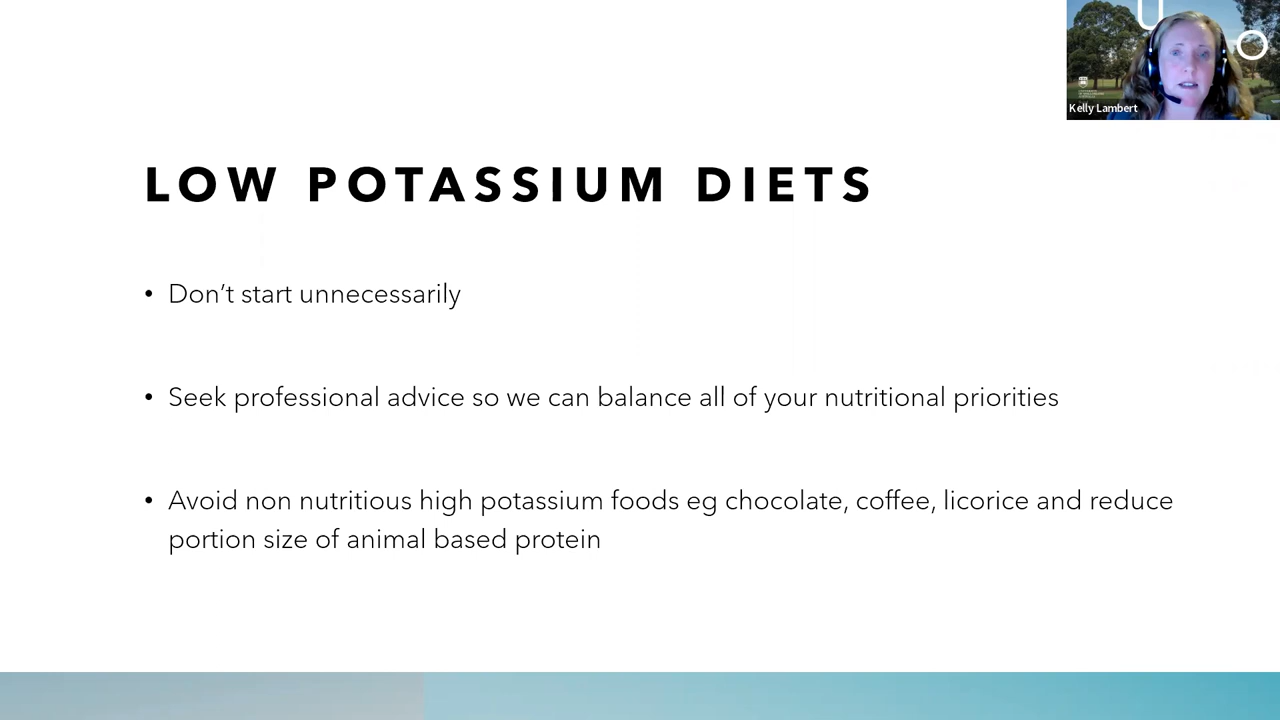 Kelly Lambert
LOW POTASSIUM DIETS
• Don’t start unnecessarily
• Seek professional advice so we can balance all of your nutritional priorities
• Avoid non nutritious high potassium foods eg chocolate, coffee, licorice and reduce
portion size of animal based protein